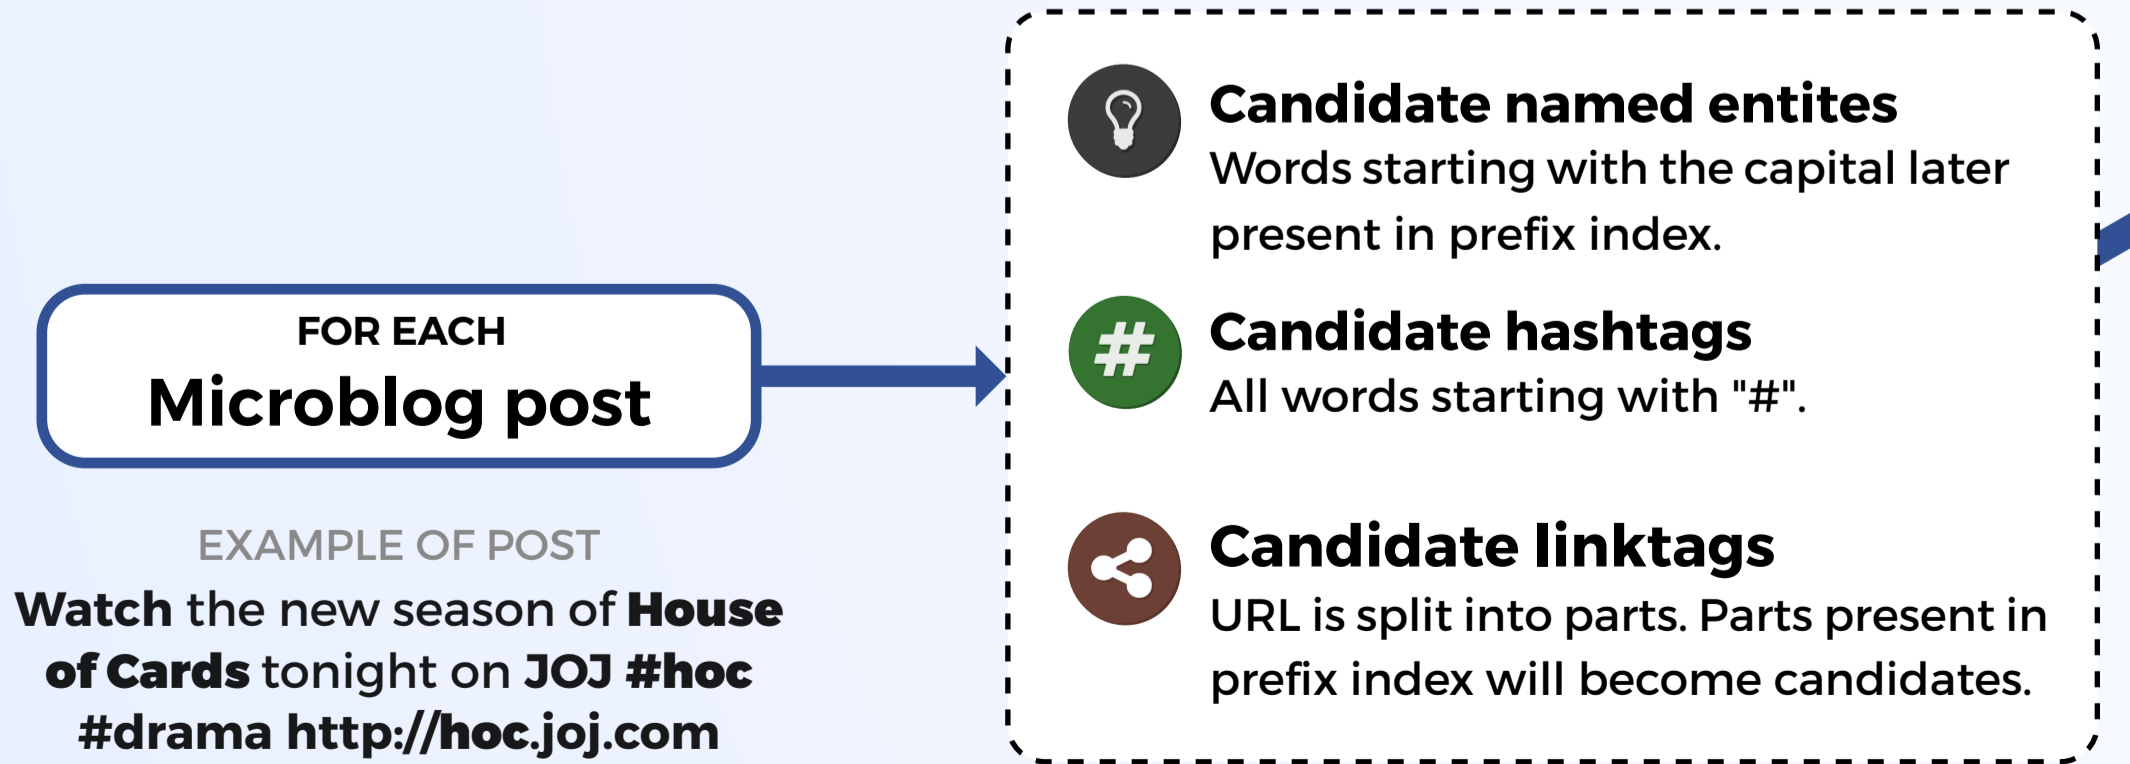 FOR EACH
Microblog post
EXAMPLE OF POST
Watch the new season of House
of Cards tonight on JOJ #hoc
#drama http://hoc.joj.com
Candidate named entites
Words starting with the capital later
present in prefix index.
#
Candidate hashtags
All words starting with "#".
Candidate linktags
URL is split into parts. Parts present in
prefix index will become candidates.